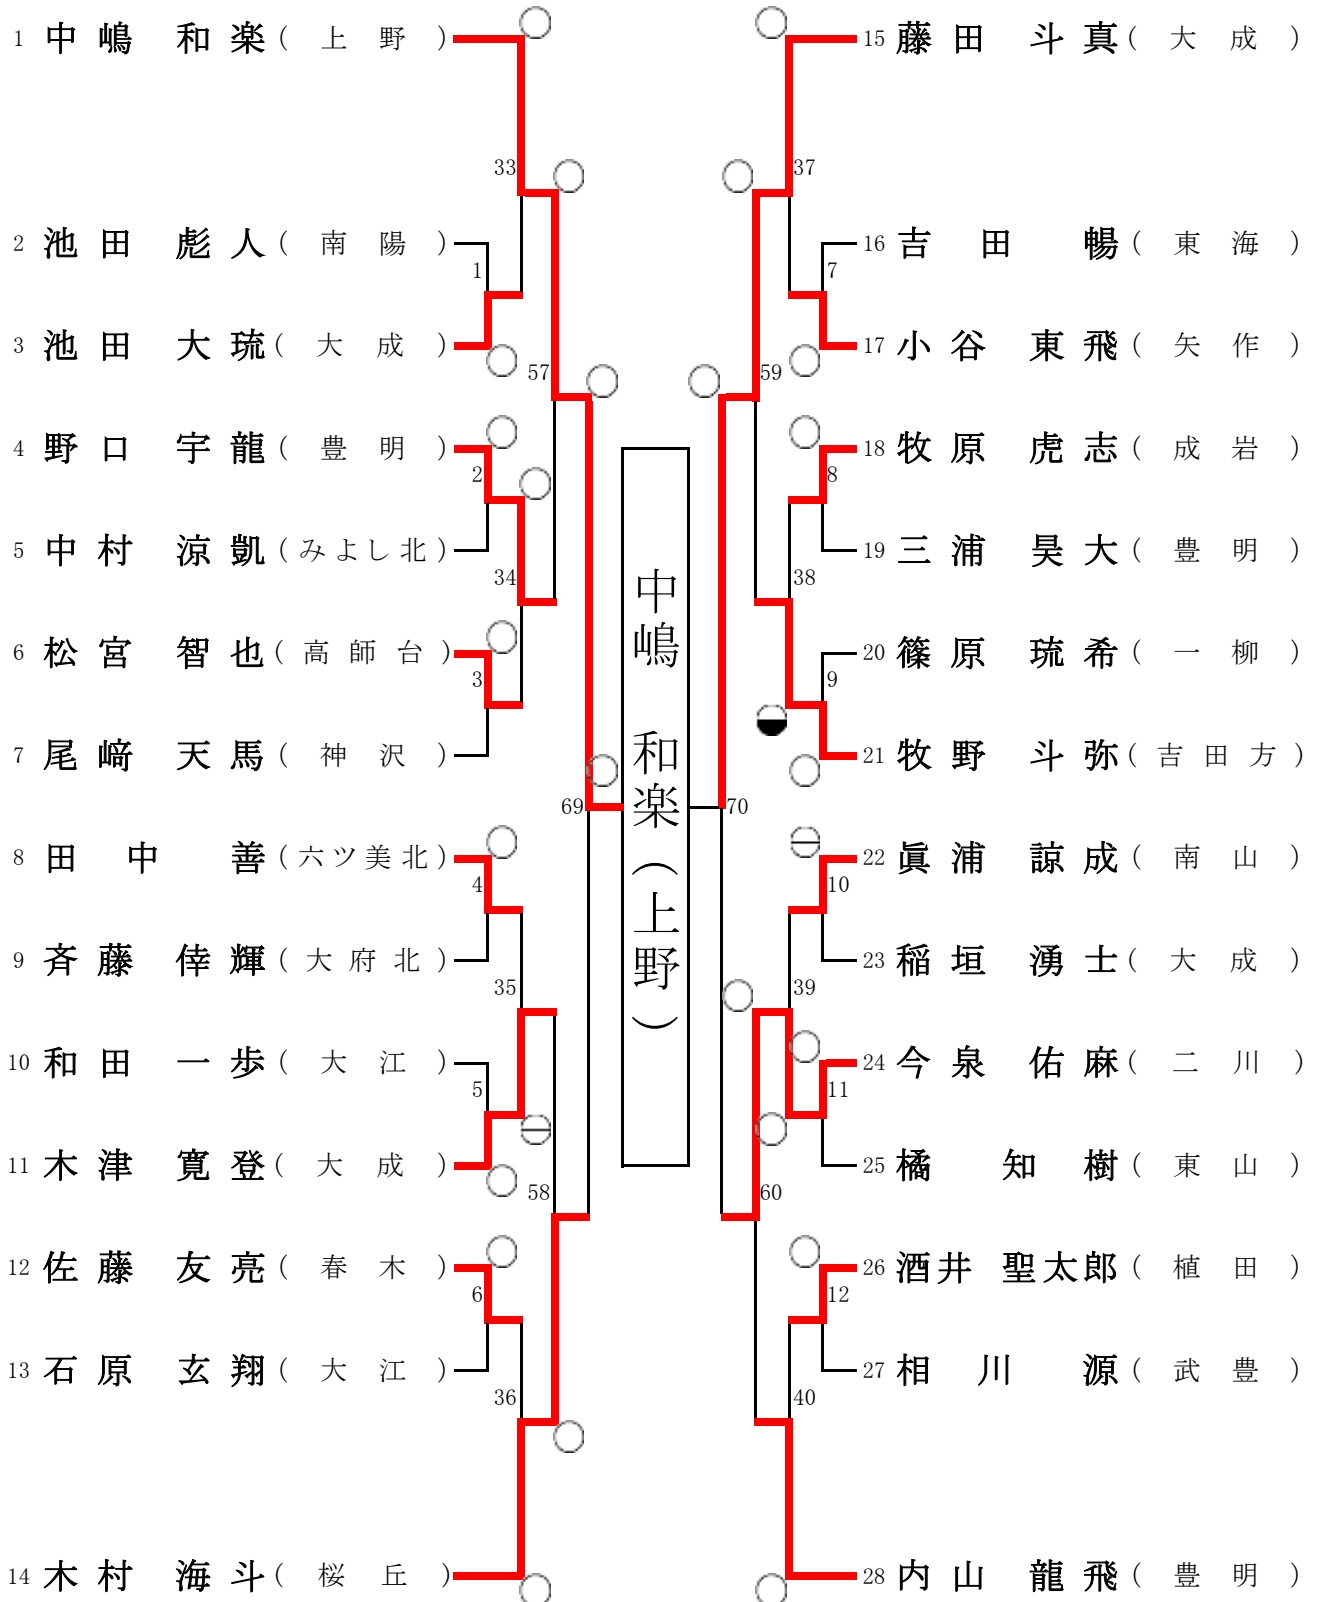 1 中嶋 和楽 (上野)
33
2 池田 彪人 (南陽)
1
3 池田 大琉 (大成)
57
4 野口 宇龍 (豊明)
2
5 中村 涼凱 (みよし北)
34
6 松宮 智也 (高師台)
3
7 尾﨑 天馬 (神沢)
69
8 田中 善 (六ツ美北)
4
9 斉藤 倖輝 (大府北)
35
10 和田 一歩 (大江)
5
11 木津 寛登 (大成)
58
12 佐藤 友亮 (春木)
6
13 石原 玄翔 (大江)
36
14 木村 海斗 (桜丘)
中嶋 和楽(上野)
15 藤田 斗真 (大成)
37
16 吉田 暢 (東海)
7
17 小谷 東飛 (矢作)
59
18 牧原 虎志 (成岩)
8
19 三浦 昊大 (豊明)
38
20 篠原 琉希 (一柳)
9
21 牧野 斗弥 (吉田方)
70
22 眞浦 諒成 (南山)
10
23 稲垣 湧士 (大成)
39
24 今泉 佑麻 (二川)
11
25 橘 知樹 (東山)
60
26 酒井 聖太郎 (植田)
12
27 相川 源 (武豊)
40
28 内山 龍飛 (豊明)